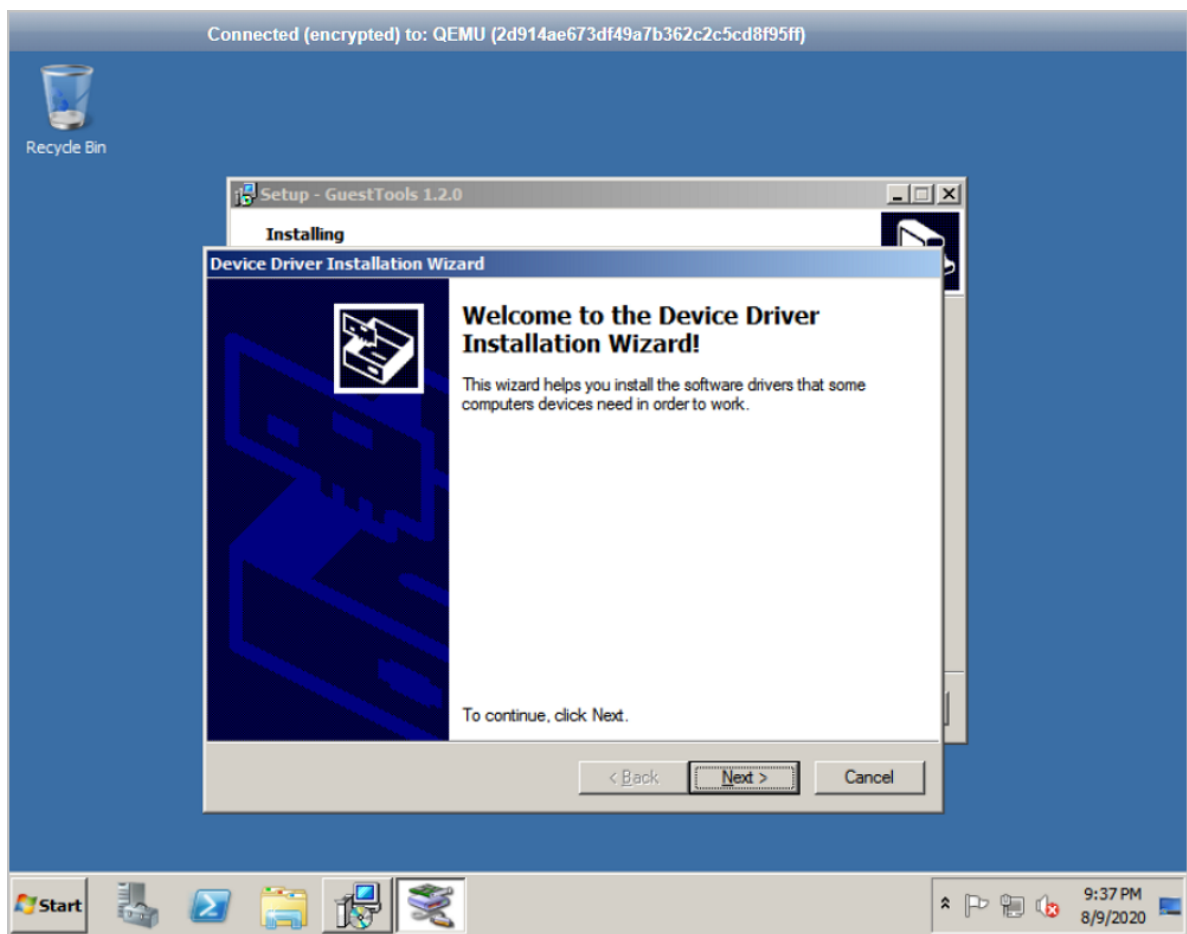 Connected (encrypted) to: QEMU (2d914ae673df49a7b362c2c5cd8f95ff)
Recycle Bin
Setup - GuestTools 1.2.0
Installing
Device Driver Installation Wizard
Welcome to the Device Driver
Installation Wizard!
This wizard helps you install the software drivers that some
computers devices need in order to work.
To continue, click Next.
< Back
Next >
Cancel
Start
9:37 PM
8/9/2020